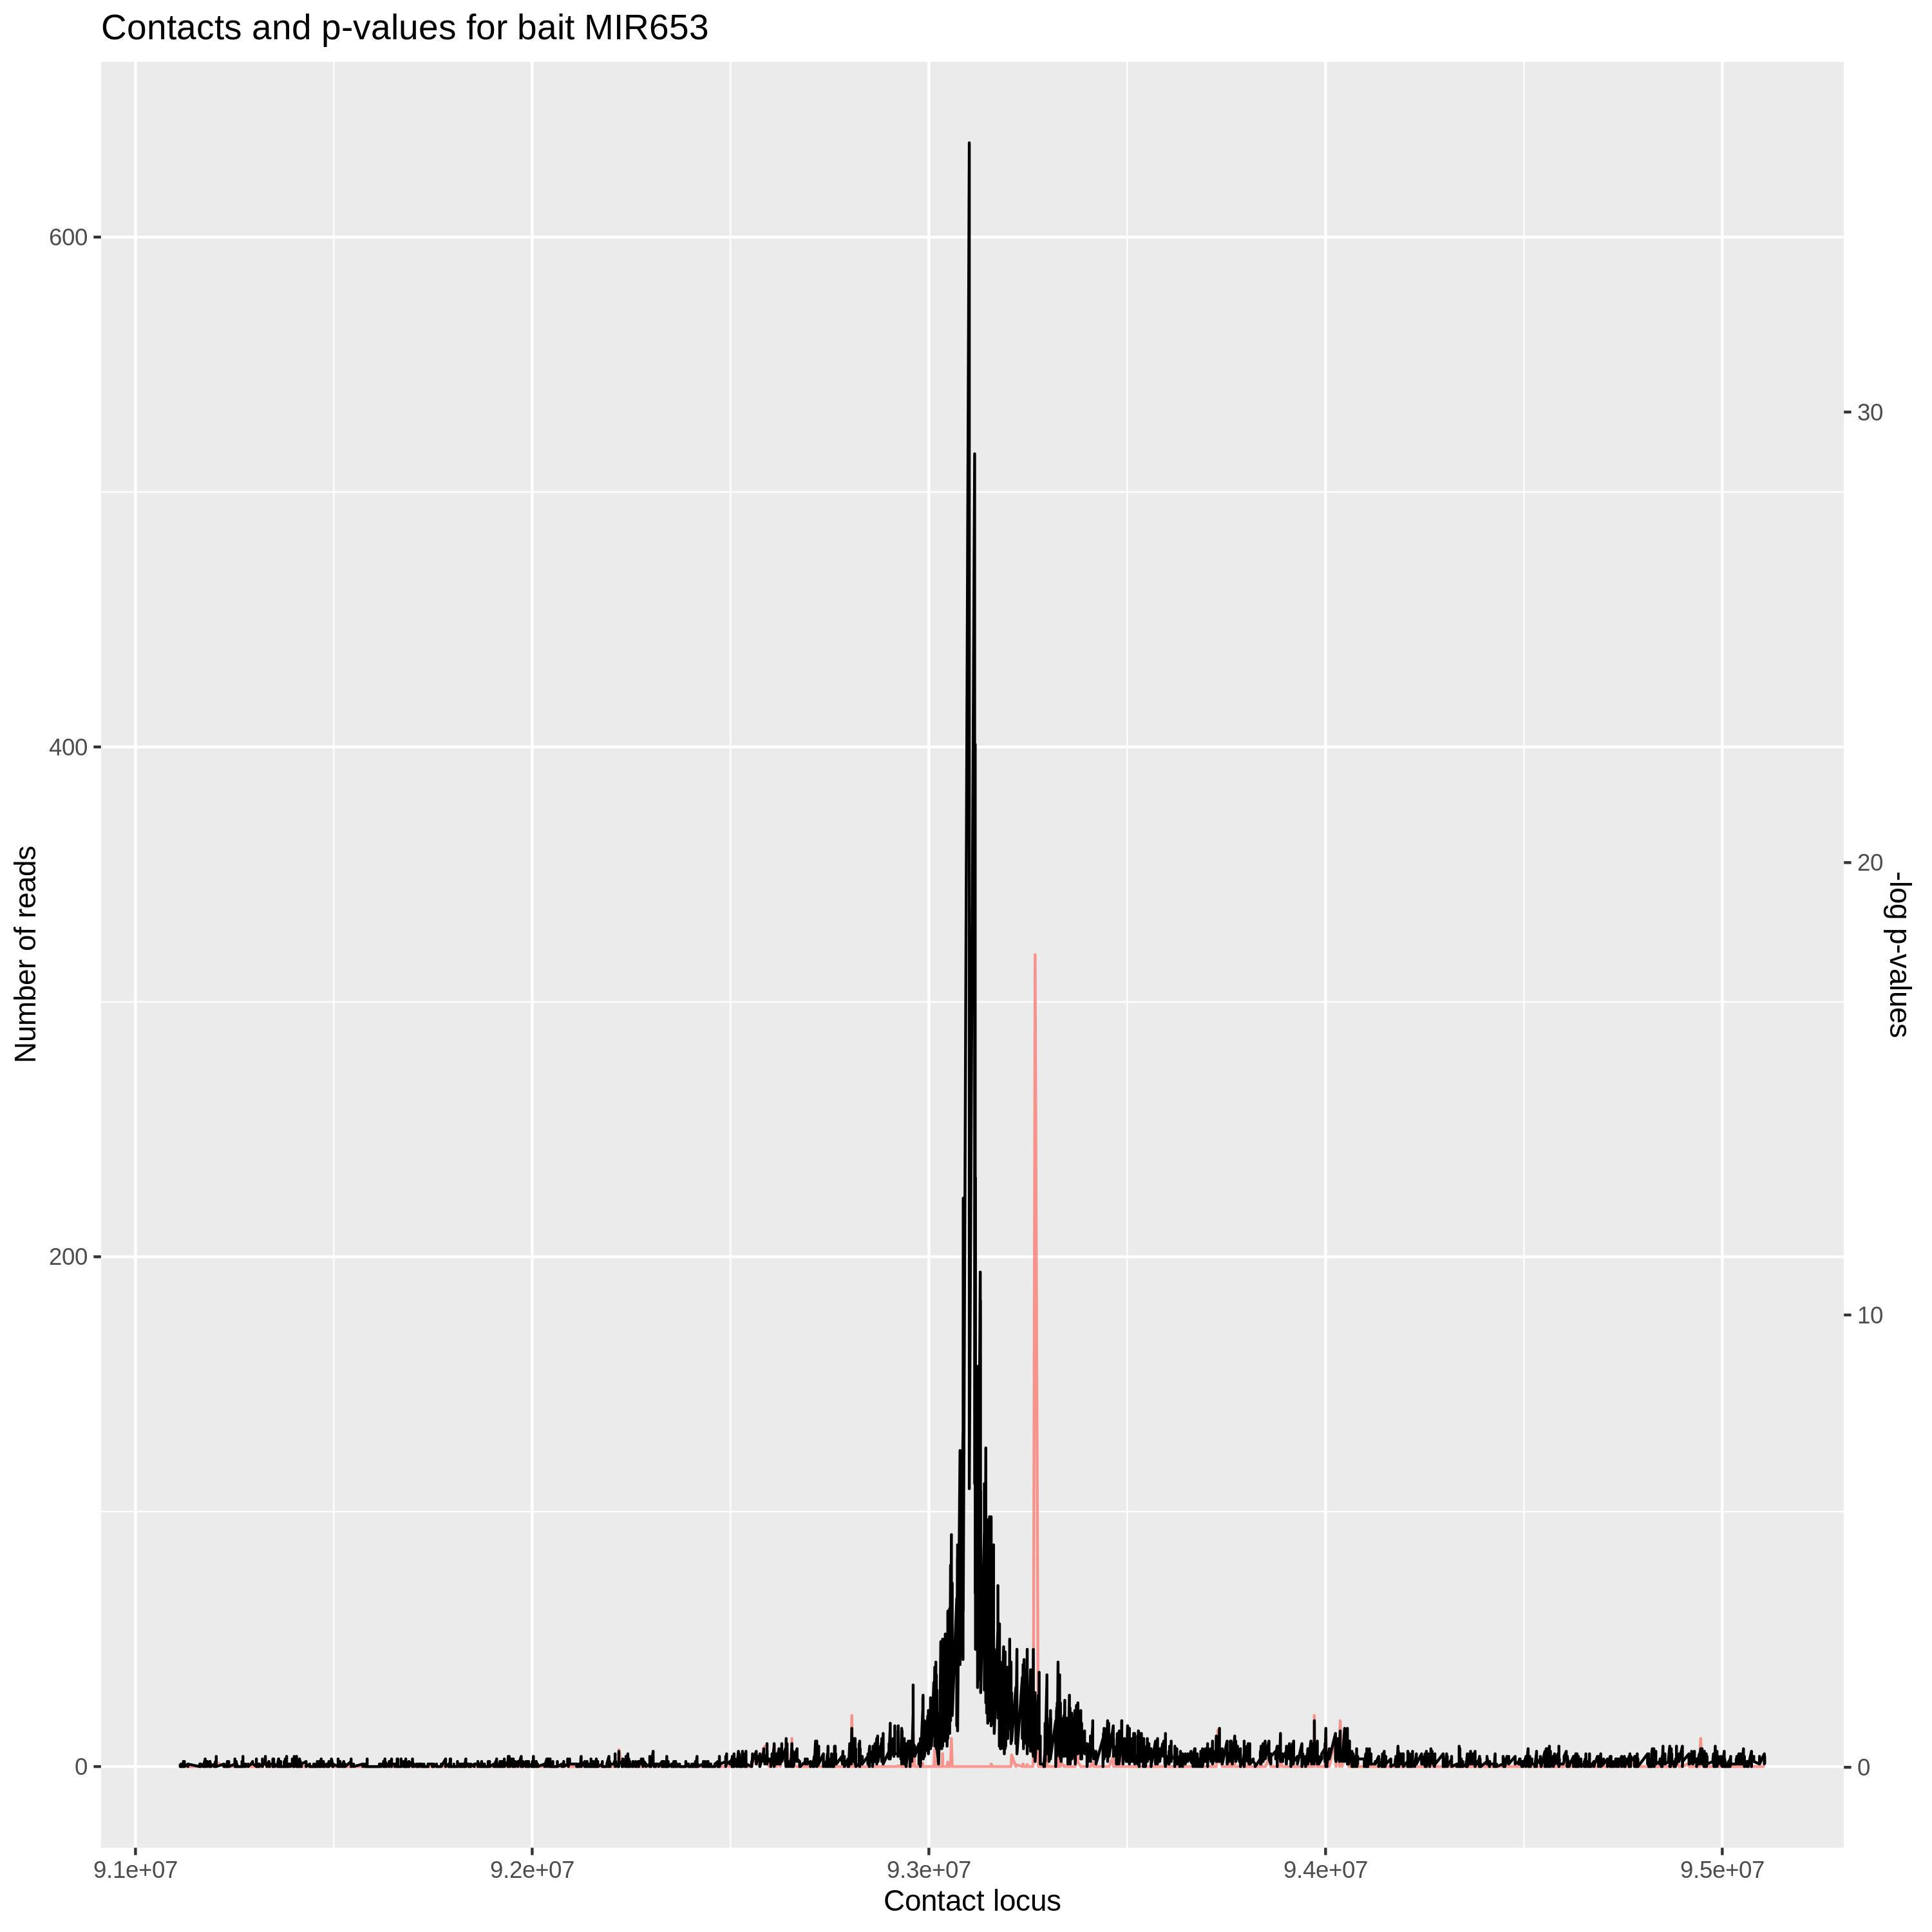 Contacts and p-values for bait MIR653
600
400
200
0
Number of reads
30
20
10
0
-log p-values
9.1e+07
9.2e+07
9.3e+07
9.4e+07
9.5e+07
Contact locus